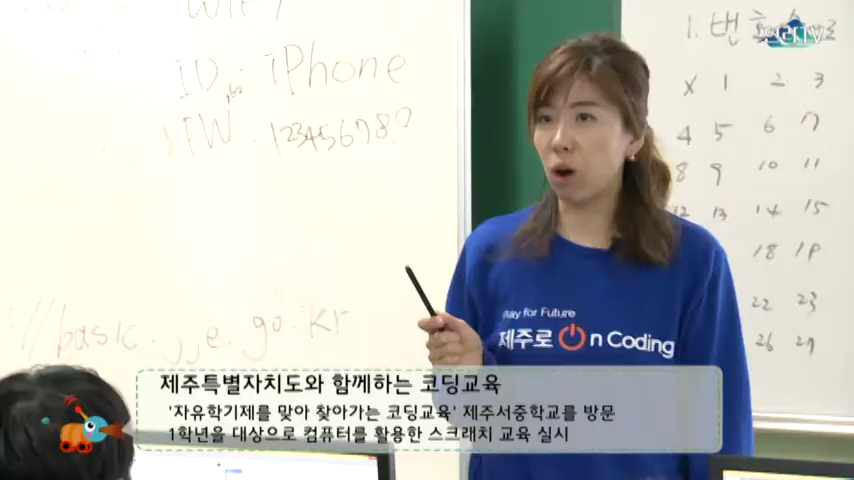 WIFI
ID : iPhone
PW : 123456789?
://basic.jje.go.kr
1. 번호
X 1 2 3
4 5 6 7
8 9 10 11
12 13 14 15
18 19
22 23
26 29
Play for Future
제주로 On Coding
제주특별자치도와 함께하는 코딩교육
'자유학기제를 맞아 찾아가는 코딩교육' 제주서중학교를 방문
1학년을 대상으로 컴퓨터를 활용한 스크래치 교육 실시